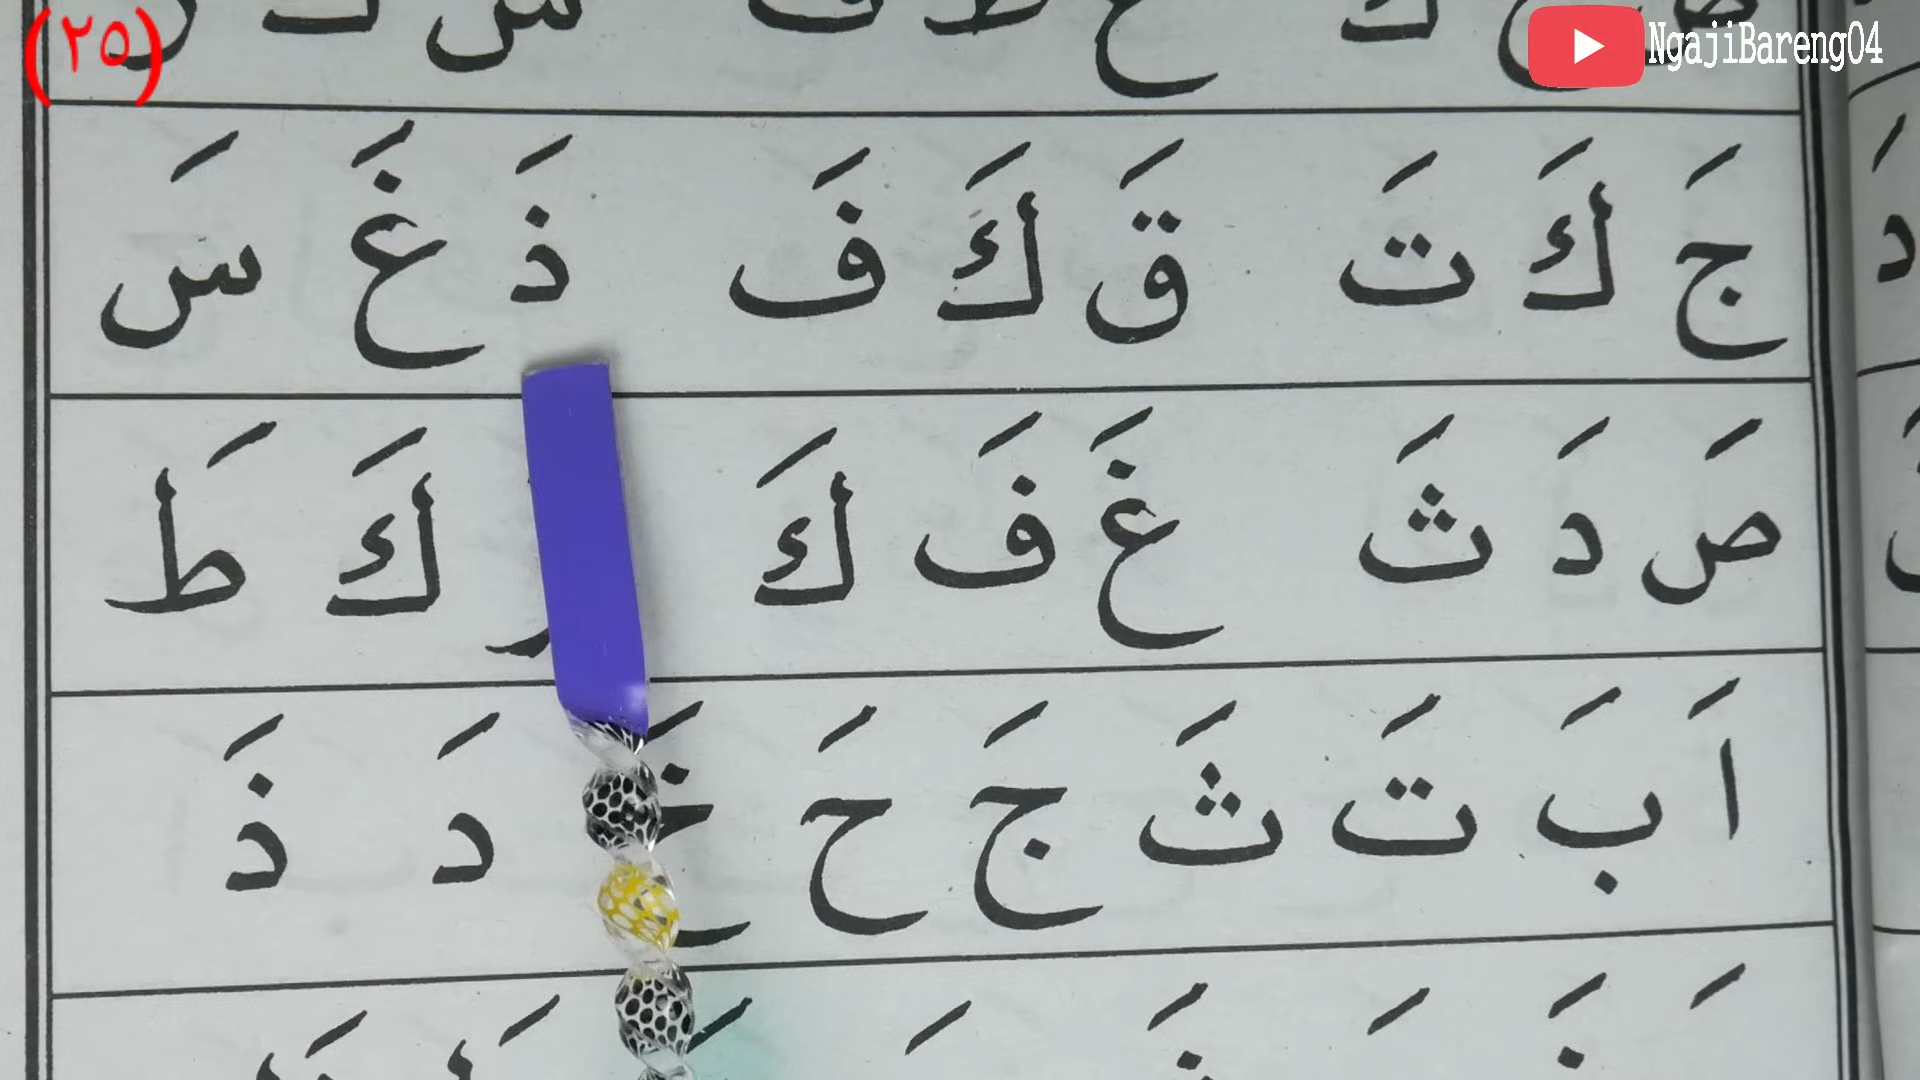 (٢٥)
NgajiBareng04
جَ كَ تَ قَ كَ فَ ذَ غَ سَ
صَ دَ ثَ غَ فَ كَ كَ طَ
اَ بَ تَ ثَ جَ حَ خَ دَ ذَ